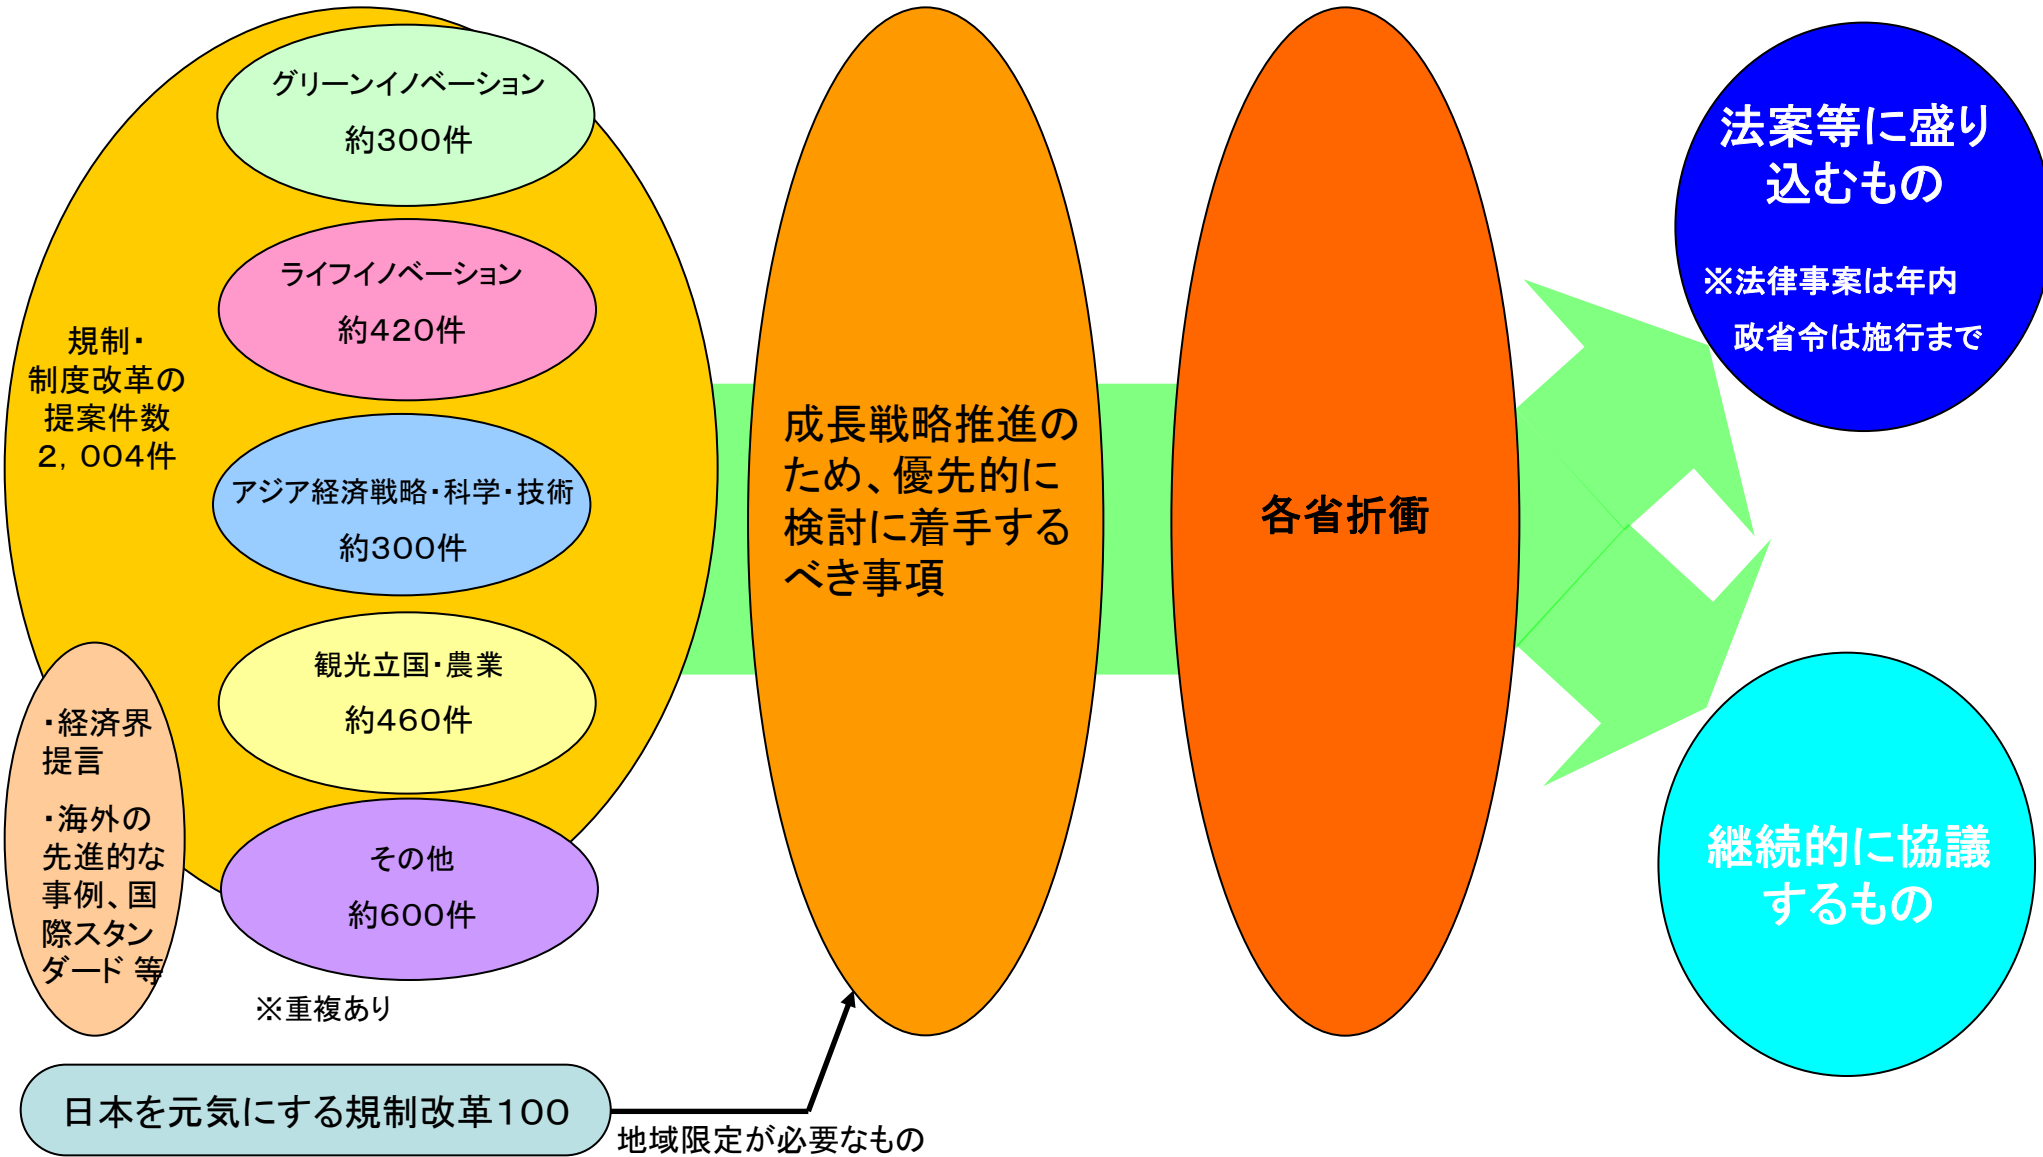 グリーンイノベーション
約300件
ライフイノベーション
約420件
規制・
制度改革の
提案件数
2，004件
アジア経済戦略・科学・技術
約300件
観光立国・農業
約460件
・経済界
提言
・海外の
先進的な
事例、国
際スタン
ダード 等
その他
約600件
※重複あり
日本を元気にする規制改革100
地域限定が必要なもの
成長戦略推進の
ため、優先的に
検討に着手する
べき事項
各省折衝
法案等に盛り
込むもの
※法律事案は年内
政省令は施行まで
継続的に協議
するもの